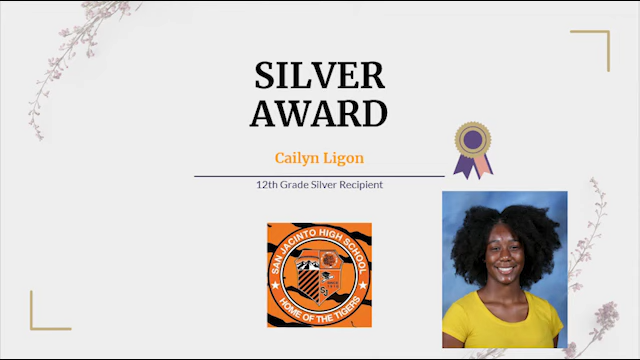 SILVER
AWARD
Cailyn Ligon
12th Grade Silver Recipient
SAN JACINTO HIGH SCHOOL
HOME OF THE TIGERS